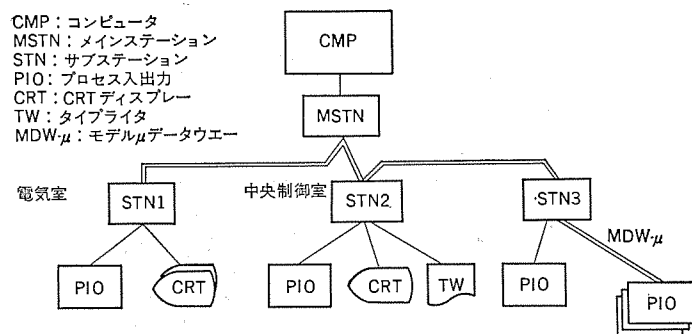 CMP：コンピュータ
MSTN：メインステーション
STN：サブステーション
PIO：プロセス入出力
CRT：CRTディスプレー
TW：タイプライタ
MDW-μ：モデルμデータウエー
CMP
MSTN
電気室
STN1
中央制御室
STN2
STN3
MDW-μ
PIO
CRT
PIO
CRT
TW
PIO
PIO